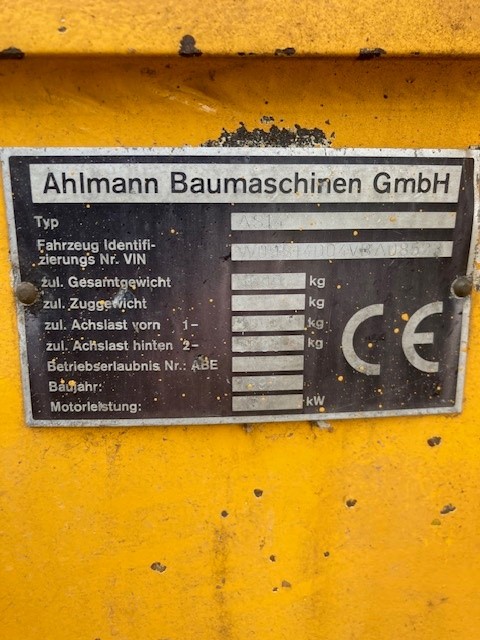 Ahlmann Baumaschinen GmbH
Typ
Fahrzeug Identifi-
zierungs Nr. VIN
zul. Gesamtgewicht kg
zul. Zuggewicht kg
zul. Achslast vorn 1- kg
zul. Achslast hinten 2- kg
Betriebserlaubnis Nr.: ABE
Baujahr:
Motorleistung: kW
CE